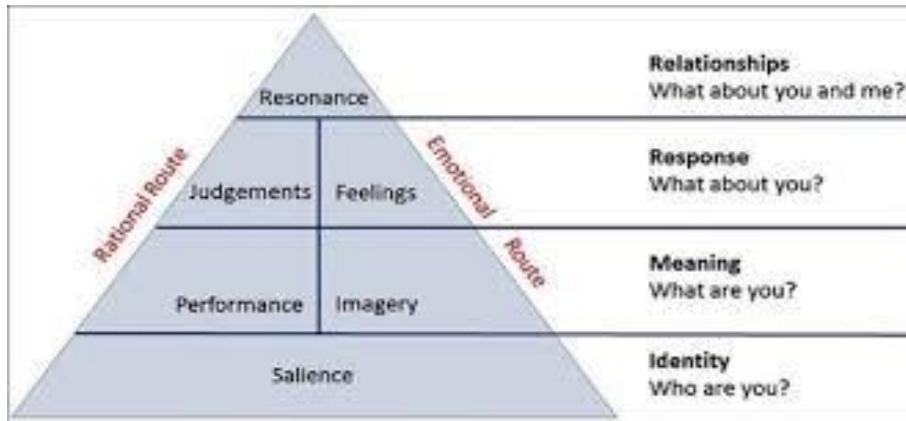 Resonance
Relationships
What about you and me?
Rational Route
Judgements
Feelings
Emotional
Response
What about you?
Performance
Imagery
Route
Meaning
What are you?
Salience
Identity
Who are you?